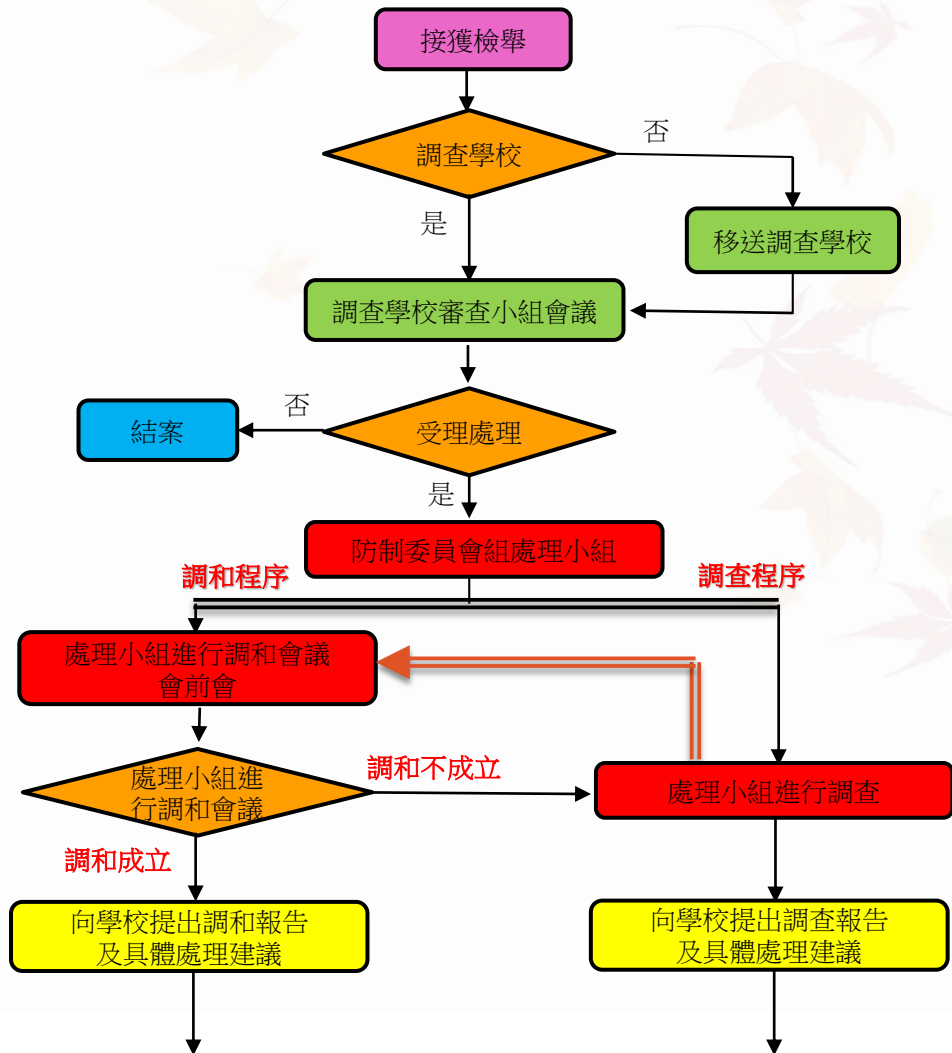 接獲檢舉
調查學校
否
是
移送調查學校
調查學校審查小組會議
受理處理
否
結案
是
防制委員會組處理小組
調和程序
調查程序
處理小組進行調和會議
會前會
處理小組進
行調和會議
調和不成立
處理小組進行調查
調和成立
向學校提出調和報告
及具體處理建議
向學校提出調查報告
及具體處理建議